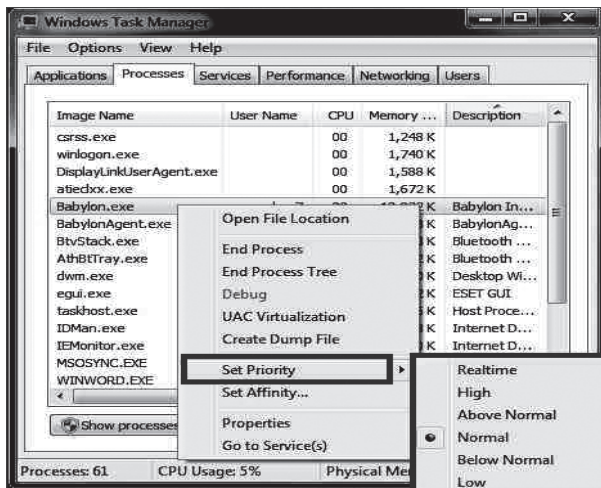 Windows Task Manager
File Options View Help
Applications Processes Services Performance Networking Users
Image Name User Name CPU Memory ... Description
csrss.exe 00 1,248 K
winlogon.exe 00 1,740 K
DisplayLinkUserAgent.exe 00 1,588 K
atiedxx.exe 00 1,672 K
Babylon.exe K Babylon In...
BabylonAgent.exe K BabylonAg...
BtvStack.exe K Bluetooth ...
AthBtTray.exe K Bluetooth ...
dwm.exe K Desktop Wi...
egui.exe K ESET GUI
taskhost.exe K Host Proce...
IDMan.exe K Internet D...
IEMonitor.exe K Internet D...
MSOSYNC.EXE
WINWORD.EXE
Open File Location
End Process
End Process Tree
Debug
UAC Virtualization
Create Dump File
Set Priority
Set Affinity...
Properties
Go to Service(s)
Realtime
High
Above Normal
Normal
Below Normal
Low
Show processes
Processes: 61 CPU Usage: 5% Physical